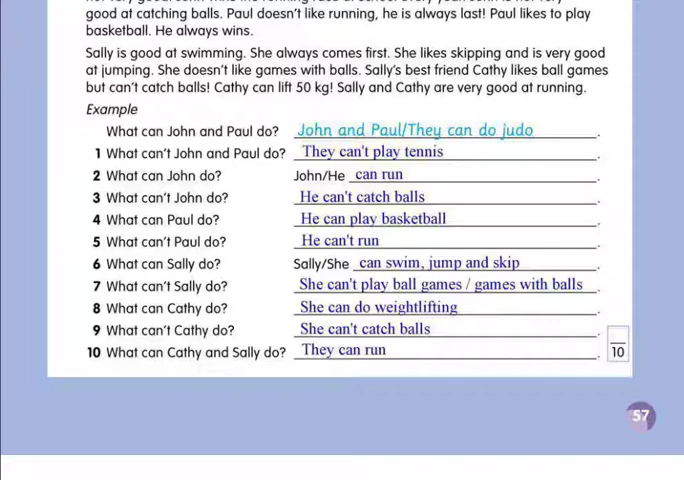 good at catching balls. Paul doesn't like running, he is always last! Paul likes to play
basketball. He always wins.
Sally is good at swimming. She always comes first. She likes skipping and is very good
at jumping. She doesn't like games with balls. Sally's best friend Cathy likes ball games
but can't catch balls! Cathy can lift 50 kg! Sally and Cathy are very good at running.
Example
What can John and Paul do? John and Paul/They can do judo.
1 What can't John and Paul do? They can't play tennis.
2 What can John do? John/He can run.
3 What can't John do? He can't catch balls.
4 What can Paul do? He can play basketball.
5 What can't Paul do? He can't run.
6 What can Sally do? Sally/She can swim, jump and skip.
7 What can't Sally do? She can't play ball games / games with balls.
8 What can Cathy do? She can do weightlifting.
9 What can't Cathy do? She can't catch balls.
10 What can Cathy and Sally do? They can run.
10
57